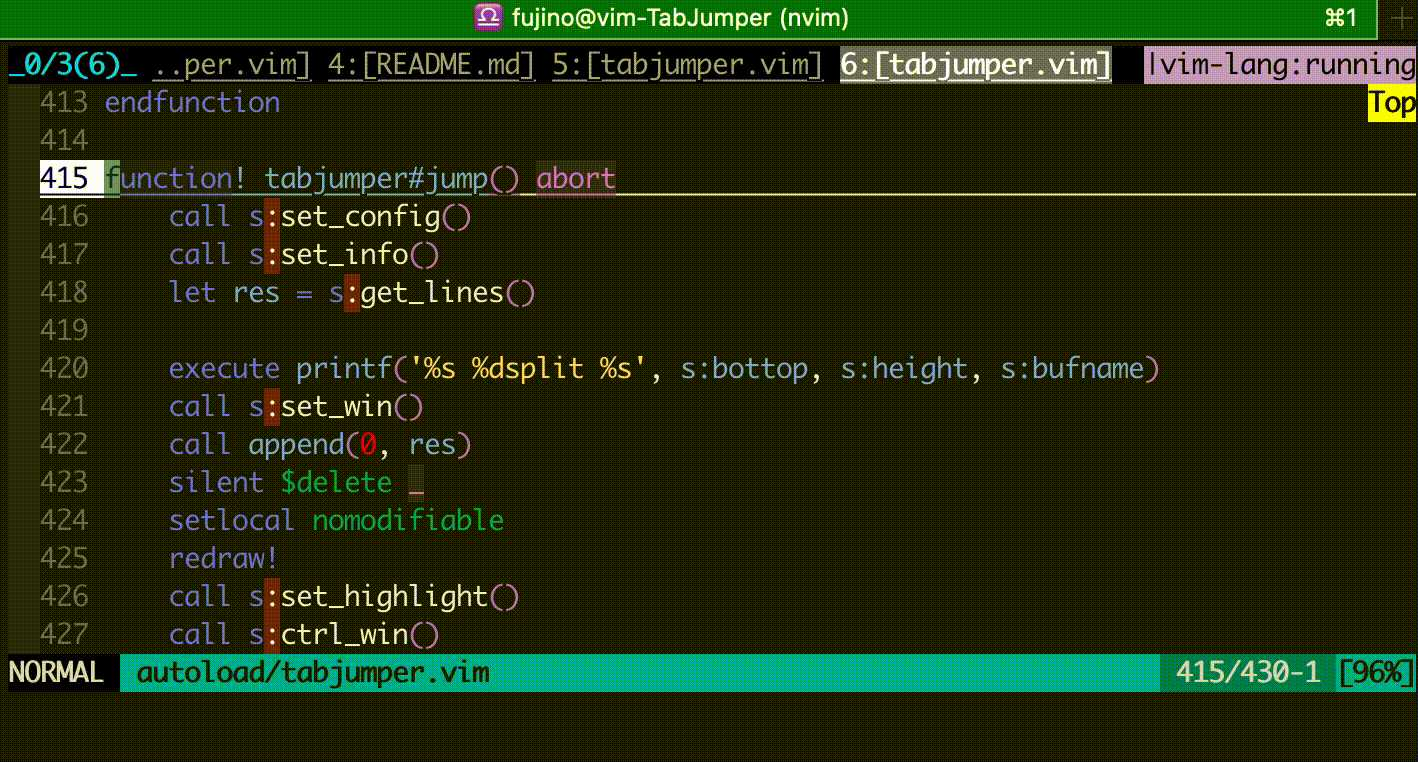 ♎ fujino@vim-TabJumper (nvim) ⌘1 +
_0/3(6)_ ..per.vim] 4:[README.md] 5:[tabjumper.vim] 6:[tabjumper.vim] |vim-lang:running
413 endfunction Top
414
415 function! tabjumper#jump() abort
416     call s:set_config()
417     call s:set_info()
418     let res = s:get_lines()
419
420     execute printf('%s %dsplit %s', s:bottop, s:height, s:bufname)
421     call s:set_win()
422     call append(0, res)
423     silent $delete _
424     setlocal nomodifiable
425     redraw!
426     call s:set_highlight()
427     call s:ctrl_win()
NORMAL autoload/tabjumper.vim 415/430-1 [96%]